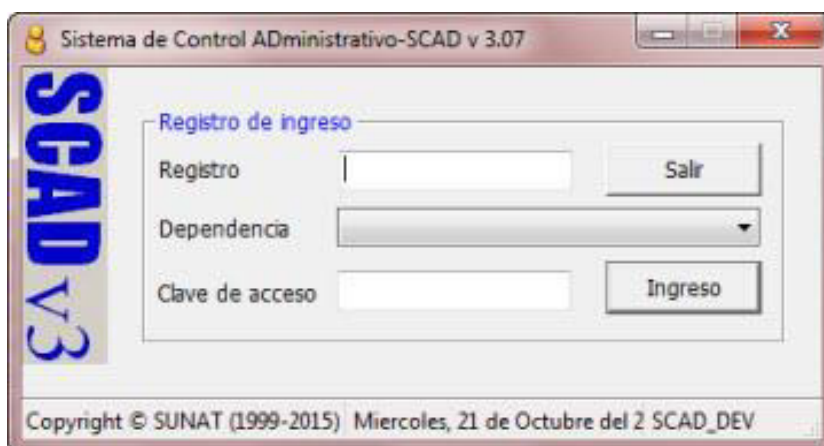 Sistema de Control ADministrativo-SCAD v 3.07
SCAD v3
Registro de ingreso
Registro
Salir
Dependencia
Clave de acceso
Ingreso
Copyright © SUNAT (1999-2015) Miercoles, 21 de Octubre del 2 SCAD_DEV